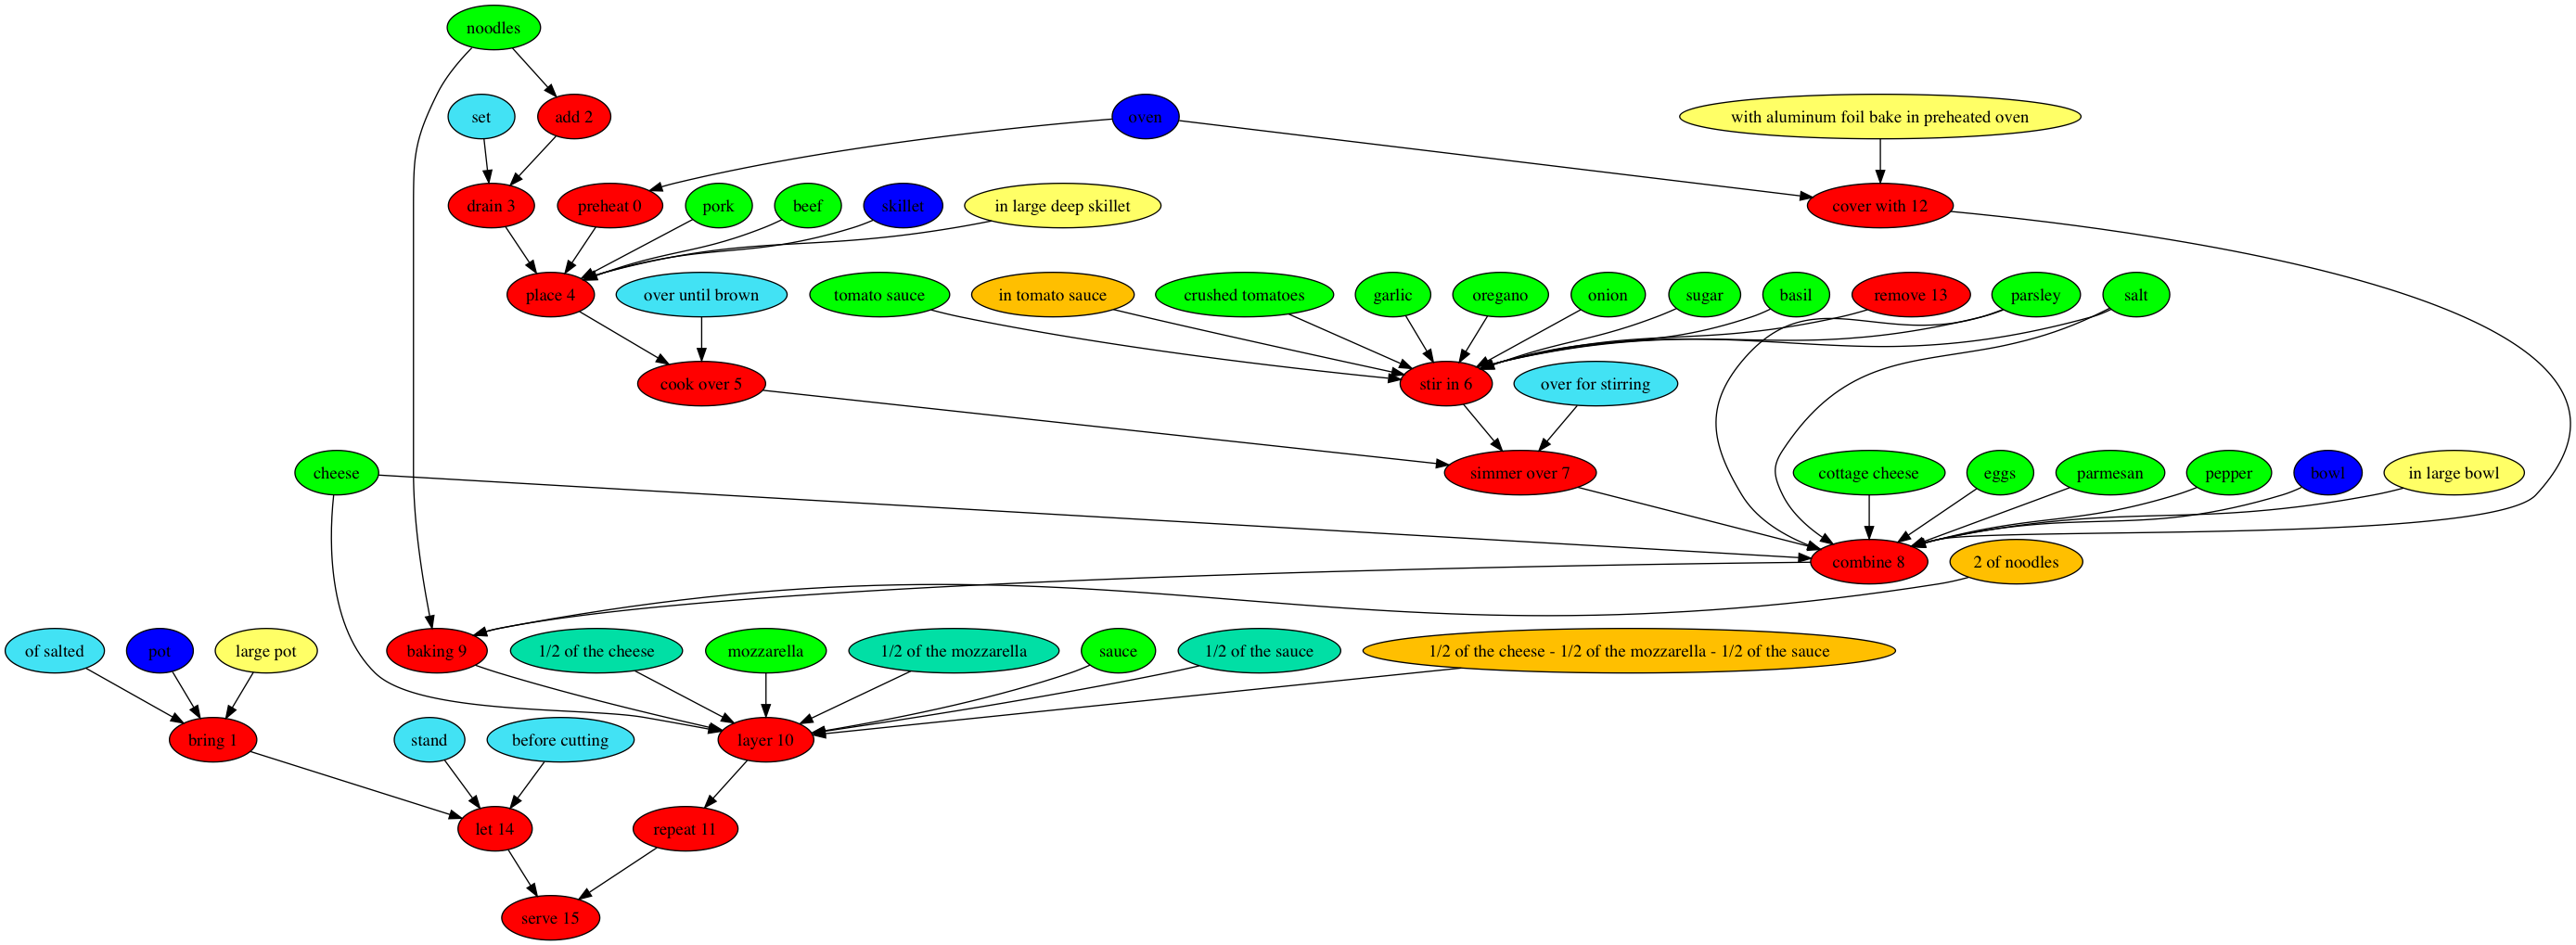 noodles
set
add 2
oven
with aluminum foil bake in preheated oven
drain 3
preheat 0
pork
beef
skillet
in large deep skillet
cover with 12
place 4
over until brown
tomato sauce
in tomato sauce
crushed tomatoes
garlic
oregano
onion
sugar
basil
remove 13
parsley
salt
cook over 5
stir in 6
over for stirring
cheese
simmer over 7
cottage cheese
eggs
parmesan
pepper
bowl
in large bowl
combine 8
2 of noodles
of salted
pot
large pot
baking 9
1/2 of the cheese
mozzarella
1/2 of the mozzarella
sauce
1/2 of the sauce
1/2 of the cheese - 1/2 of the mozzarella - 1/2 of the sauce
bring 1
stand
before cutting
layer 10
let 14
repeat 11
serve 15